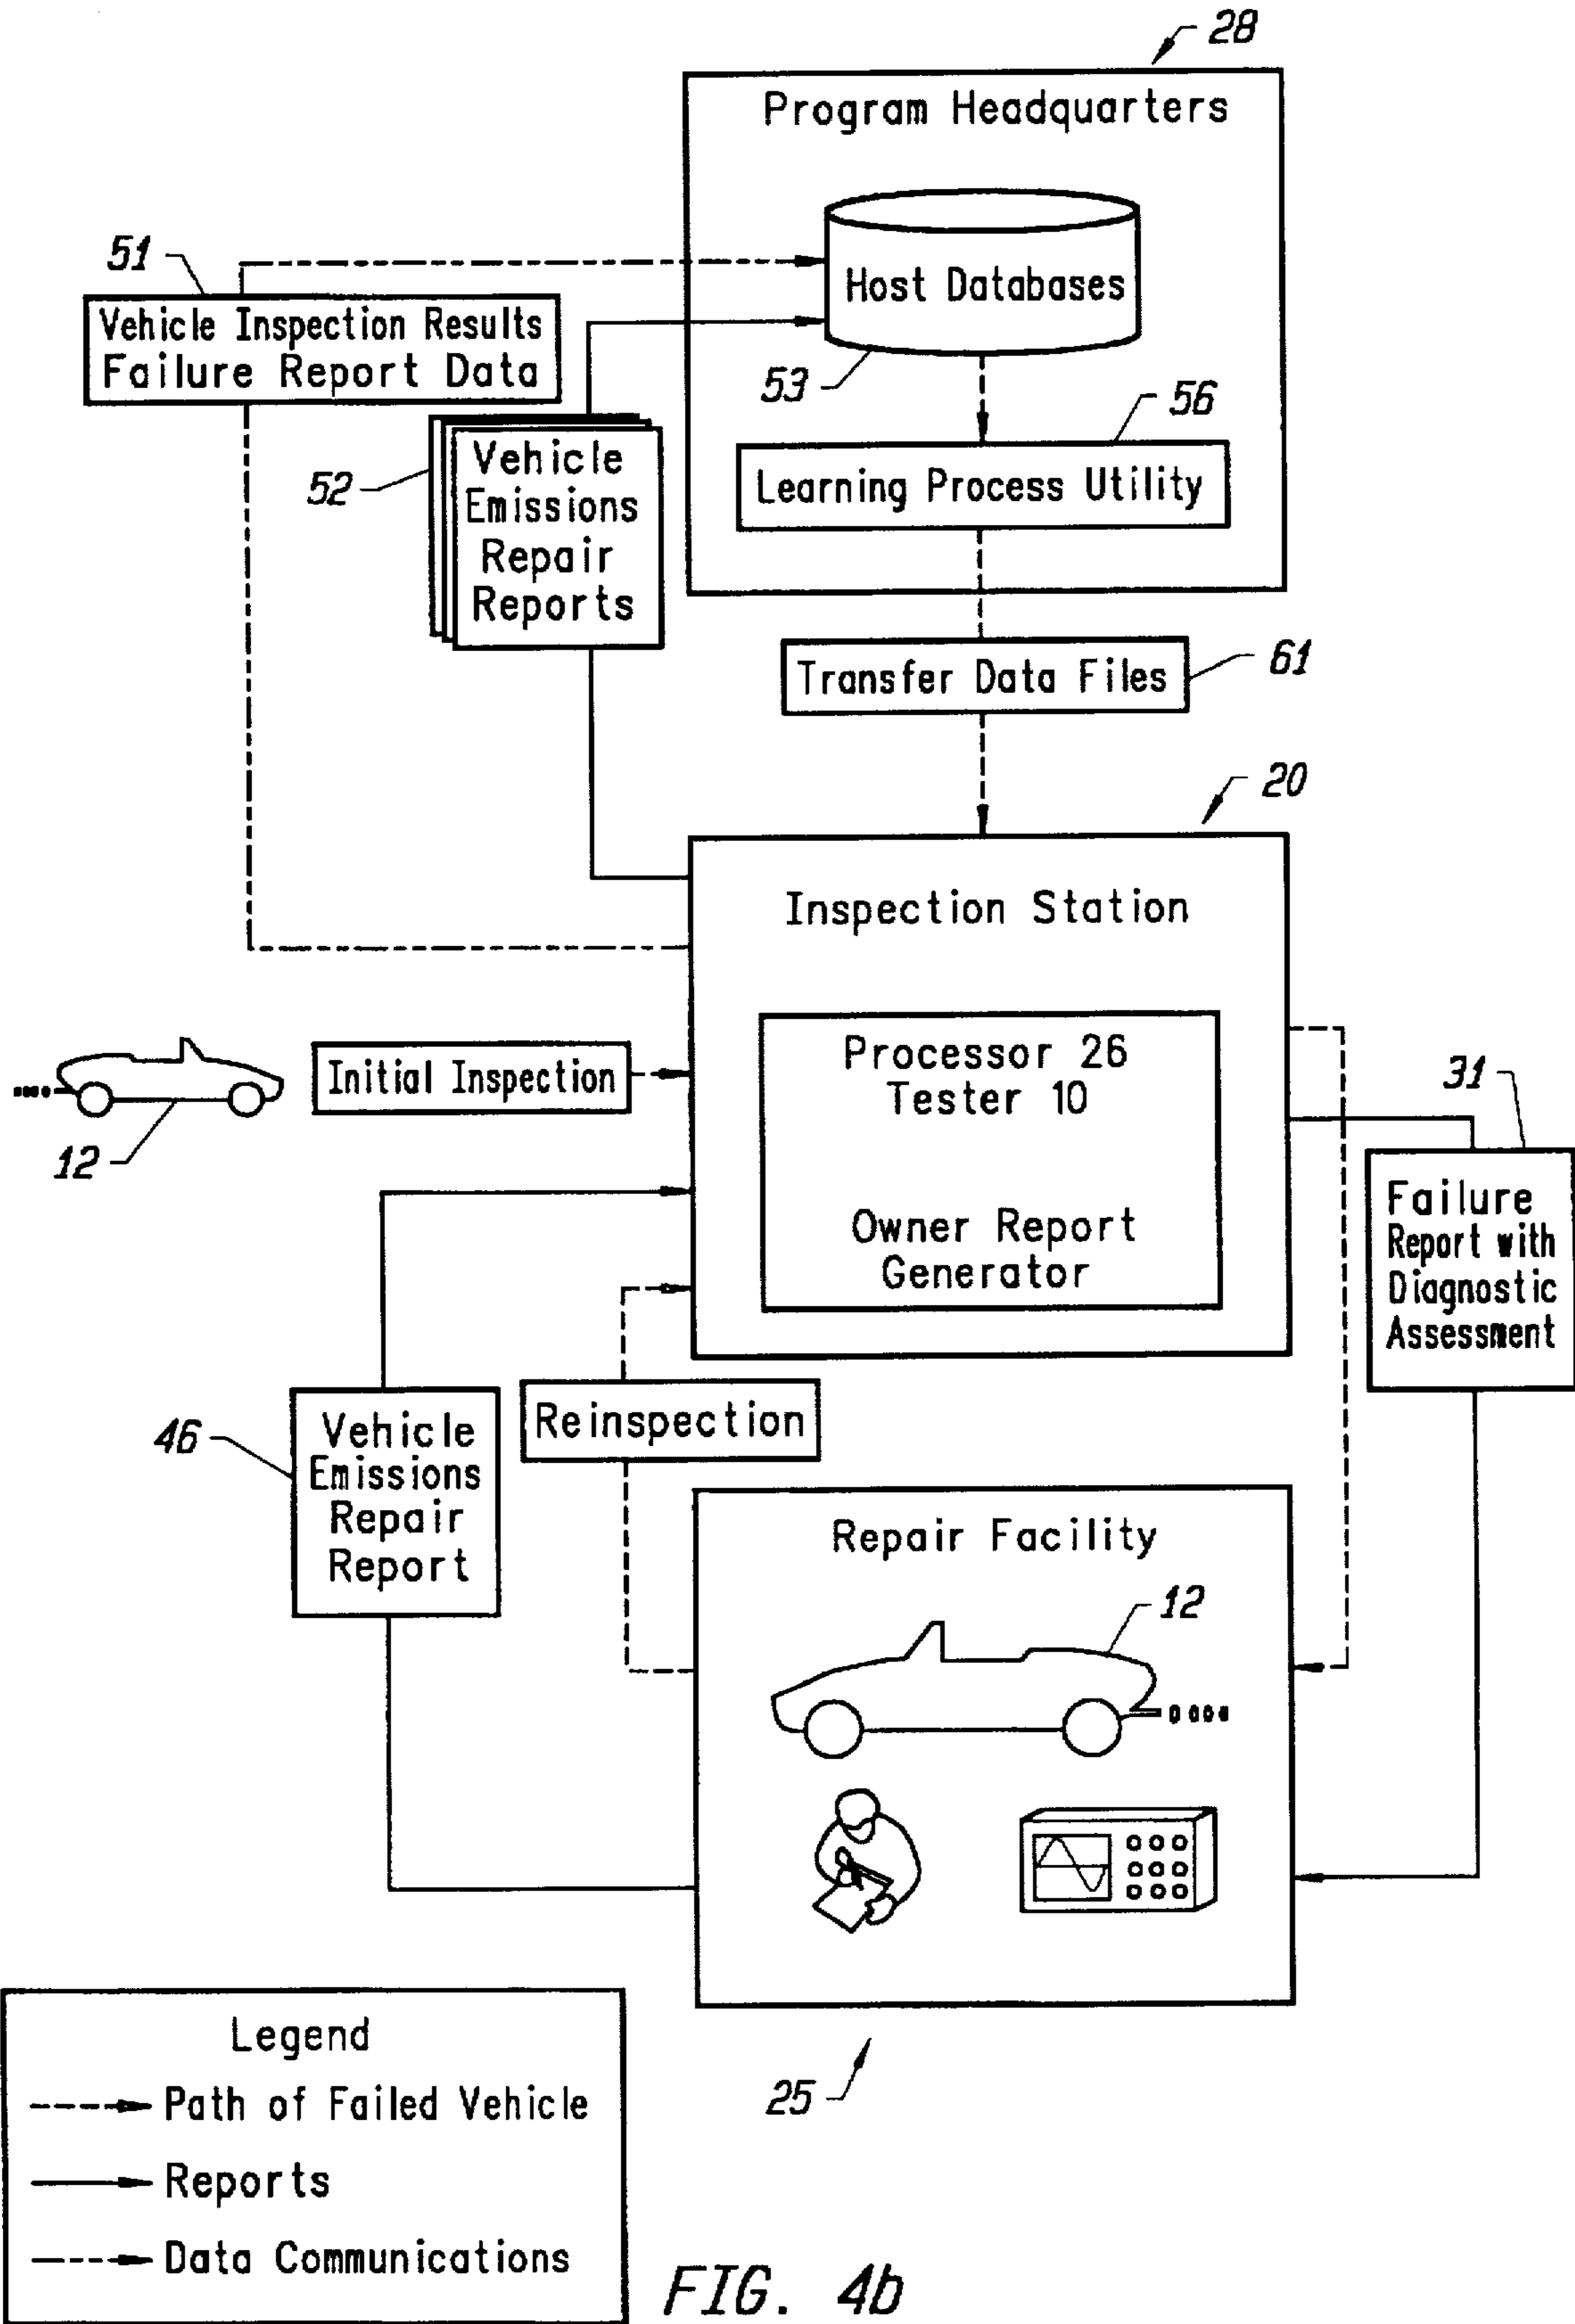 28
Program Headquarters
51
Host Databases
Vehicle Inspection Results
Failure Report Data
53
56
52
Vehicle
Emissions
Repair
Reports
Learning Process Utility
Transfer Data Files
61
20
Inspection Station
Initial Inspection
Processor 26
Tester 10
31
12
Failure
Report with
Diagnostic
Assessment
Owner Report
Generator
46
Vehicle
Emissions
Repair
Report
Reinspection
Repair Facility
12
25
Legend
Path of Failed Vehicle
Reports
Data Communications
FIG. 4b